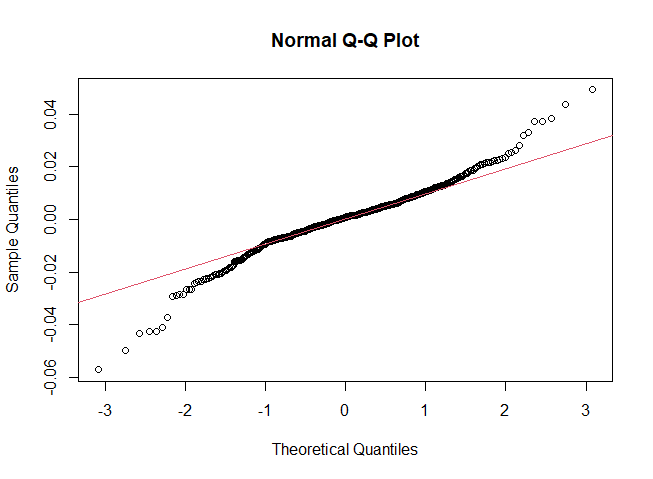 Normal Q-Q Plot
Sample Quantiles
0.04
0.02
0.00
-0.02
-0.04
-0.06
-3 -2 -1 0 1 2 3
Theoretical Quantiles